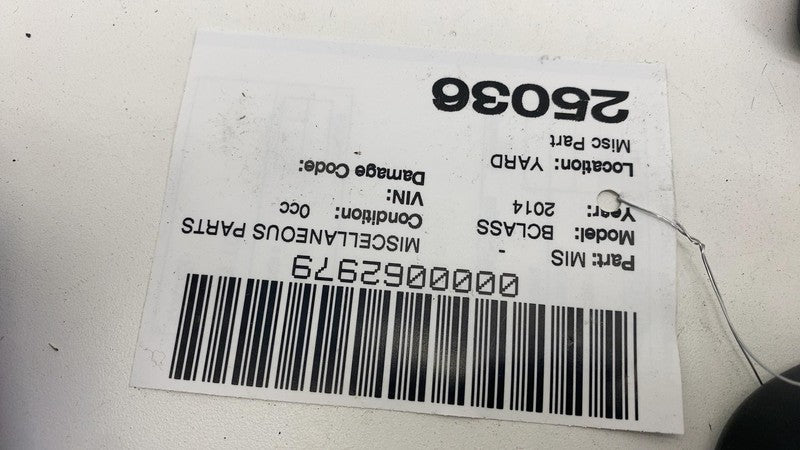 0000062979
Part: MIS - MISCELLANEOUS PARTS
Model: BCLASS Condition: 0cc
Year: 2014 VIN:
Damage Code:
Location: YARD
Misc Part
25036